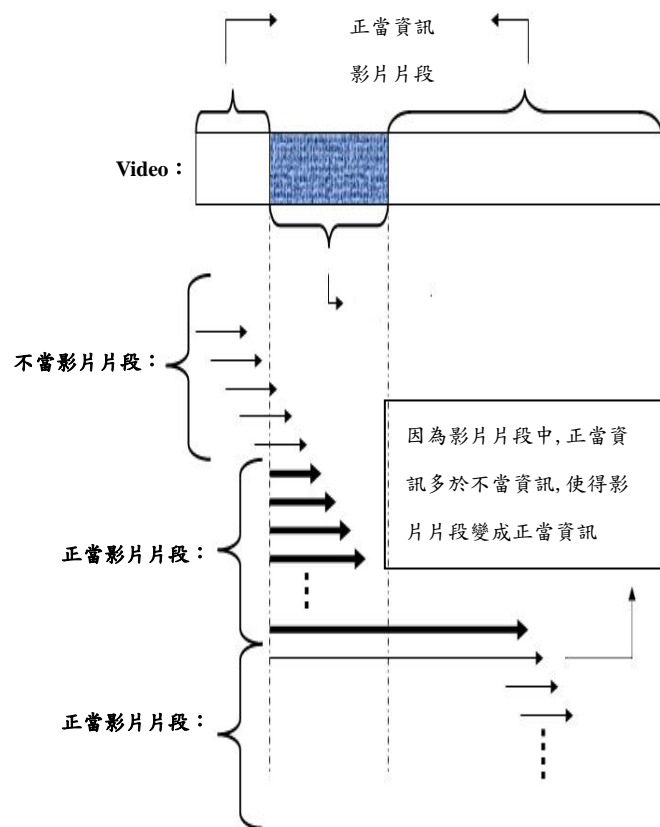 正當資訊
影片片段
Video：
不當影片片段：
因為影片片段中, 正當資
訊多於不當資訊, 使得影
片片段變成正當資訊
正當影片片段：
正當影片片段：